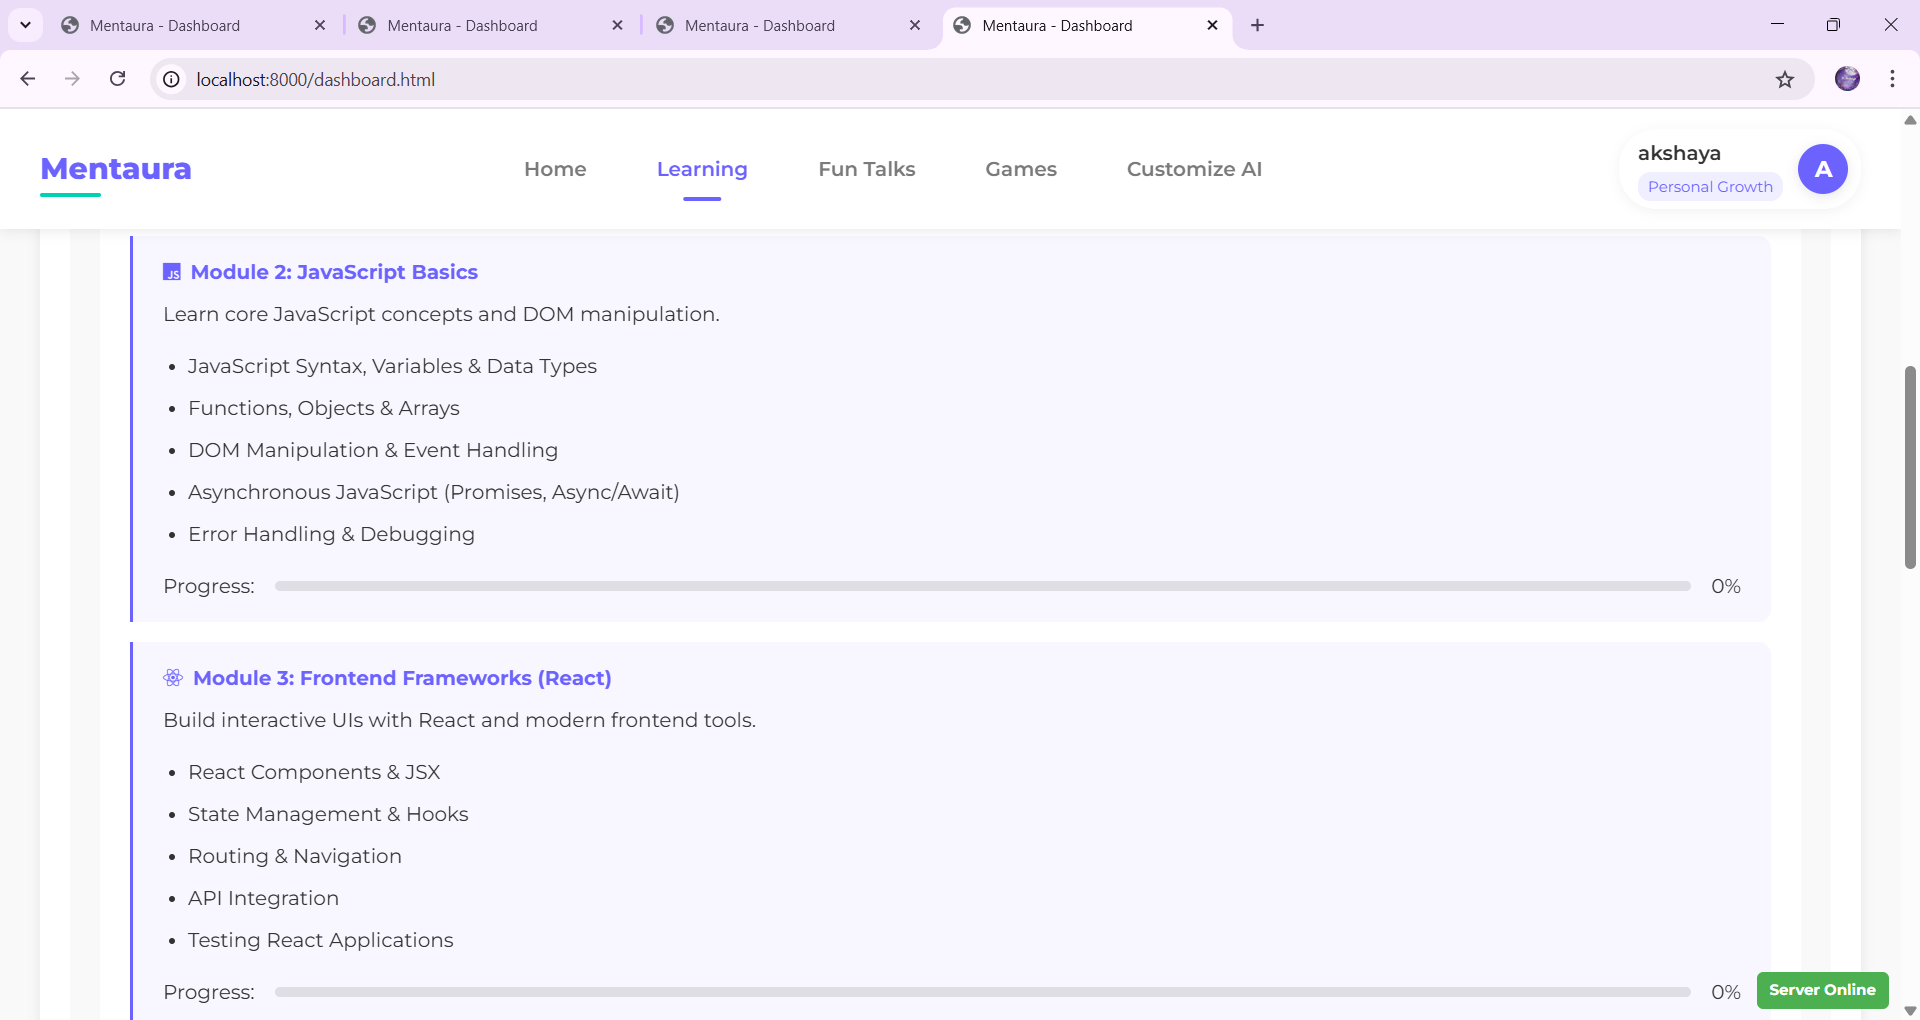 Mentaura - Dashboard
Mentaura - Dashboard
Mentaura - Dashboard
Mentaura - Dashboard
localhost:8000/dashboard.html
Mentaura
Home
Learning
Fun Talks
Games
Customize AI
akshaya
Personal Growth
A
JS
Module 2: JavaScript Basics
Learn core JavaScript concepts and DOM manipulation.
• JavaScript Syntax, Variables & Data Types
• Functions, Objects & Arrays
• DOM Manipulation & Event Handling
• Asynchronous JavaScript (Promises, Async/Await)
• Error Handling & Debugging
Progress: 0%
Module 3: Frontend Frameworks (React)
Build interactive UIs with React and modern frontend tools.
• React Components & JSX
• State Management & Hooks
• Routing & Navigation
• API Integration
• Testing React Applications
Progress: 0%
Server Online